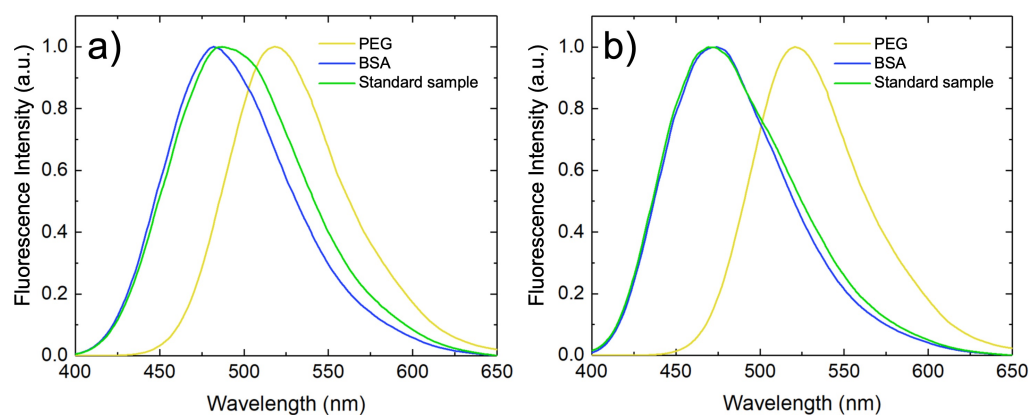 a)
PEG
BSA
Standard sample
1.0
0.8
0.6
0.4
0.2
0.0
400 450 500 550 600 650
Wavelength (nm)
Fluorescence Intensity (a.u.)
b)
PEG
BSA
Standard sample
1.0
0.8
0.6
0.4
0.2
0.0
400 450 500 550 600 650
Wavelength (nm)
Fluorescence Intensity (a.u.)